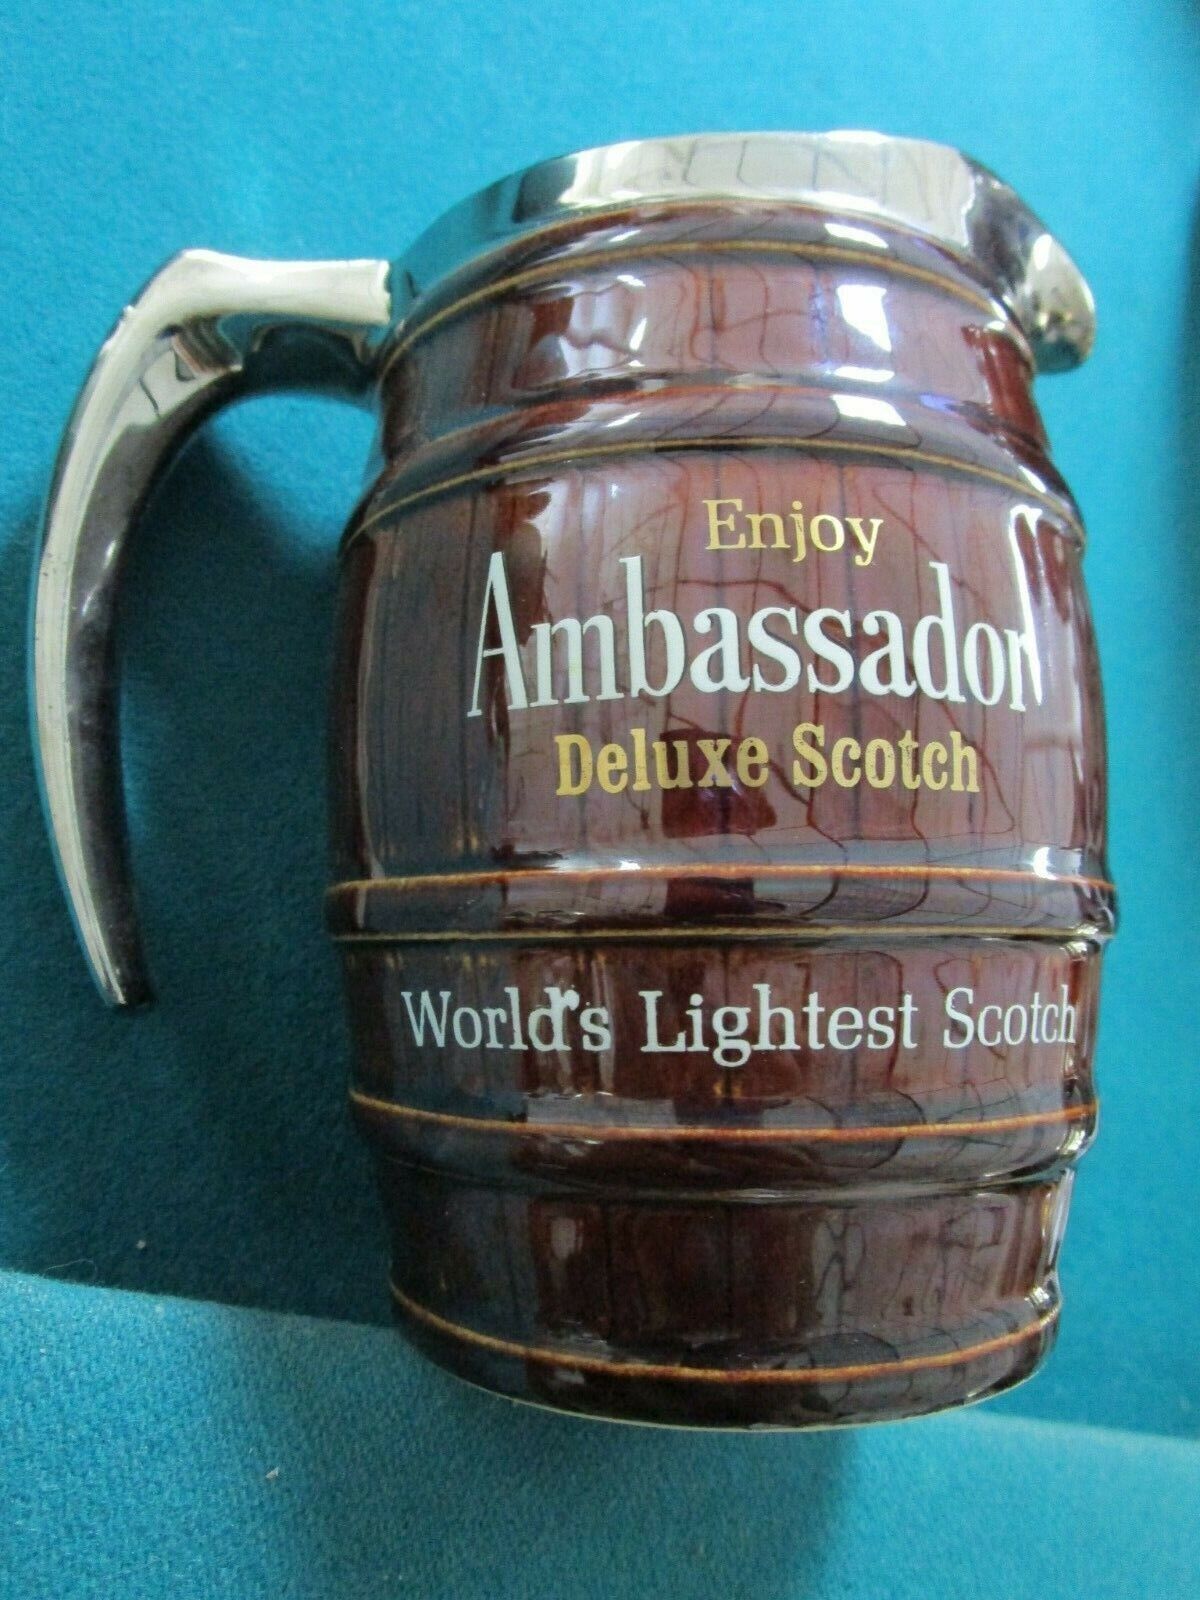 Enjoy
Ambassador
Deluxe Scotch
World's Lightest Scotch